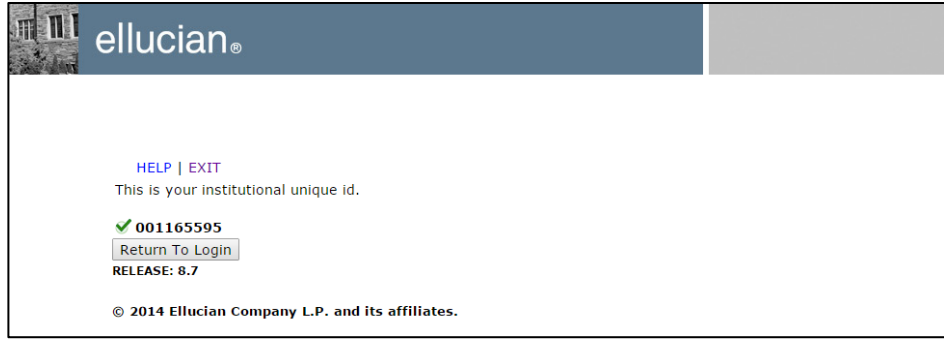 ellucian®
HELP | EXIT
This is your institutional unique id.
001165595
Return To Login
RELEASE: 8.7
© 2014 Ellucian Company L.P. and its affiliates.